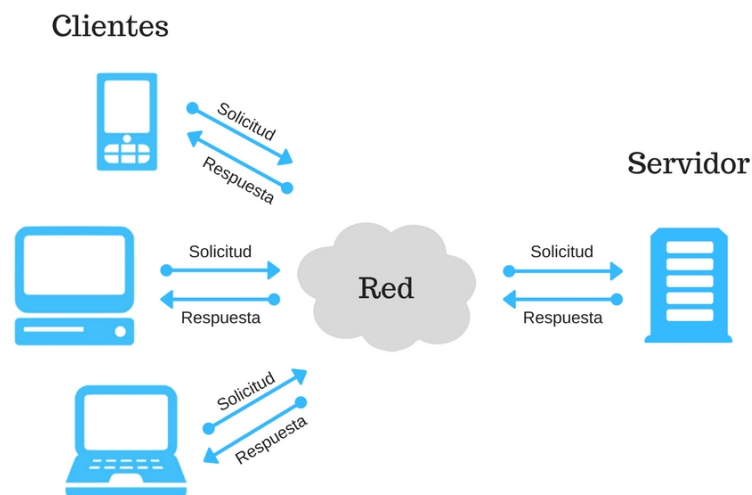 Clientes
Solicitud
Respuesta
Servidor
Solicitud
Respuesta
Red
Solicitud
Respuesta
Solicitud
Respuesta